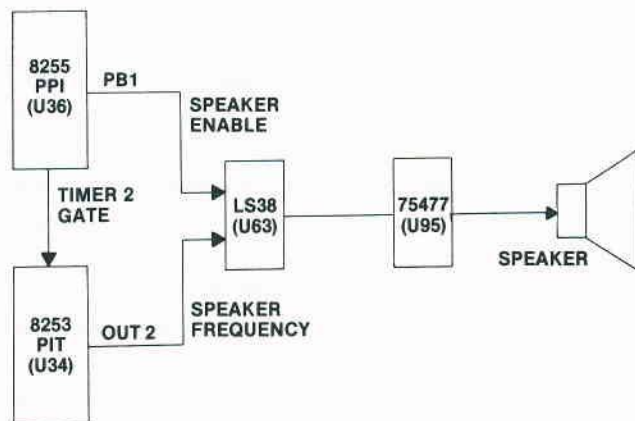 8255
PPI
(U36)
PB1
SPEAKER
ENABLE
TIMER 2
GATE
LS38
(U63)
75477
(U95)
SPEAKER
8253
PIT
(U34)
OUT 2
SPEAKER
FREQUENCY